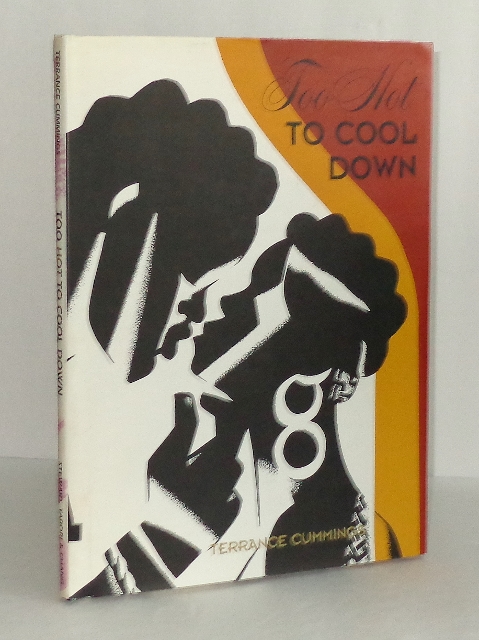 Too Hot
TO COOL
DOWN
TERRANCE CUMMINGS
TERRANCE CUMMINGS
TOO HOT TO COOL DOWN